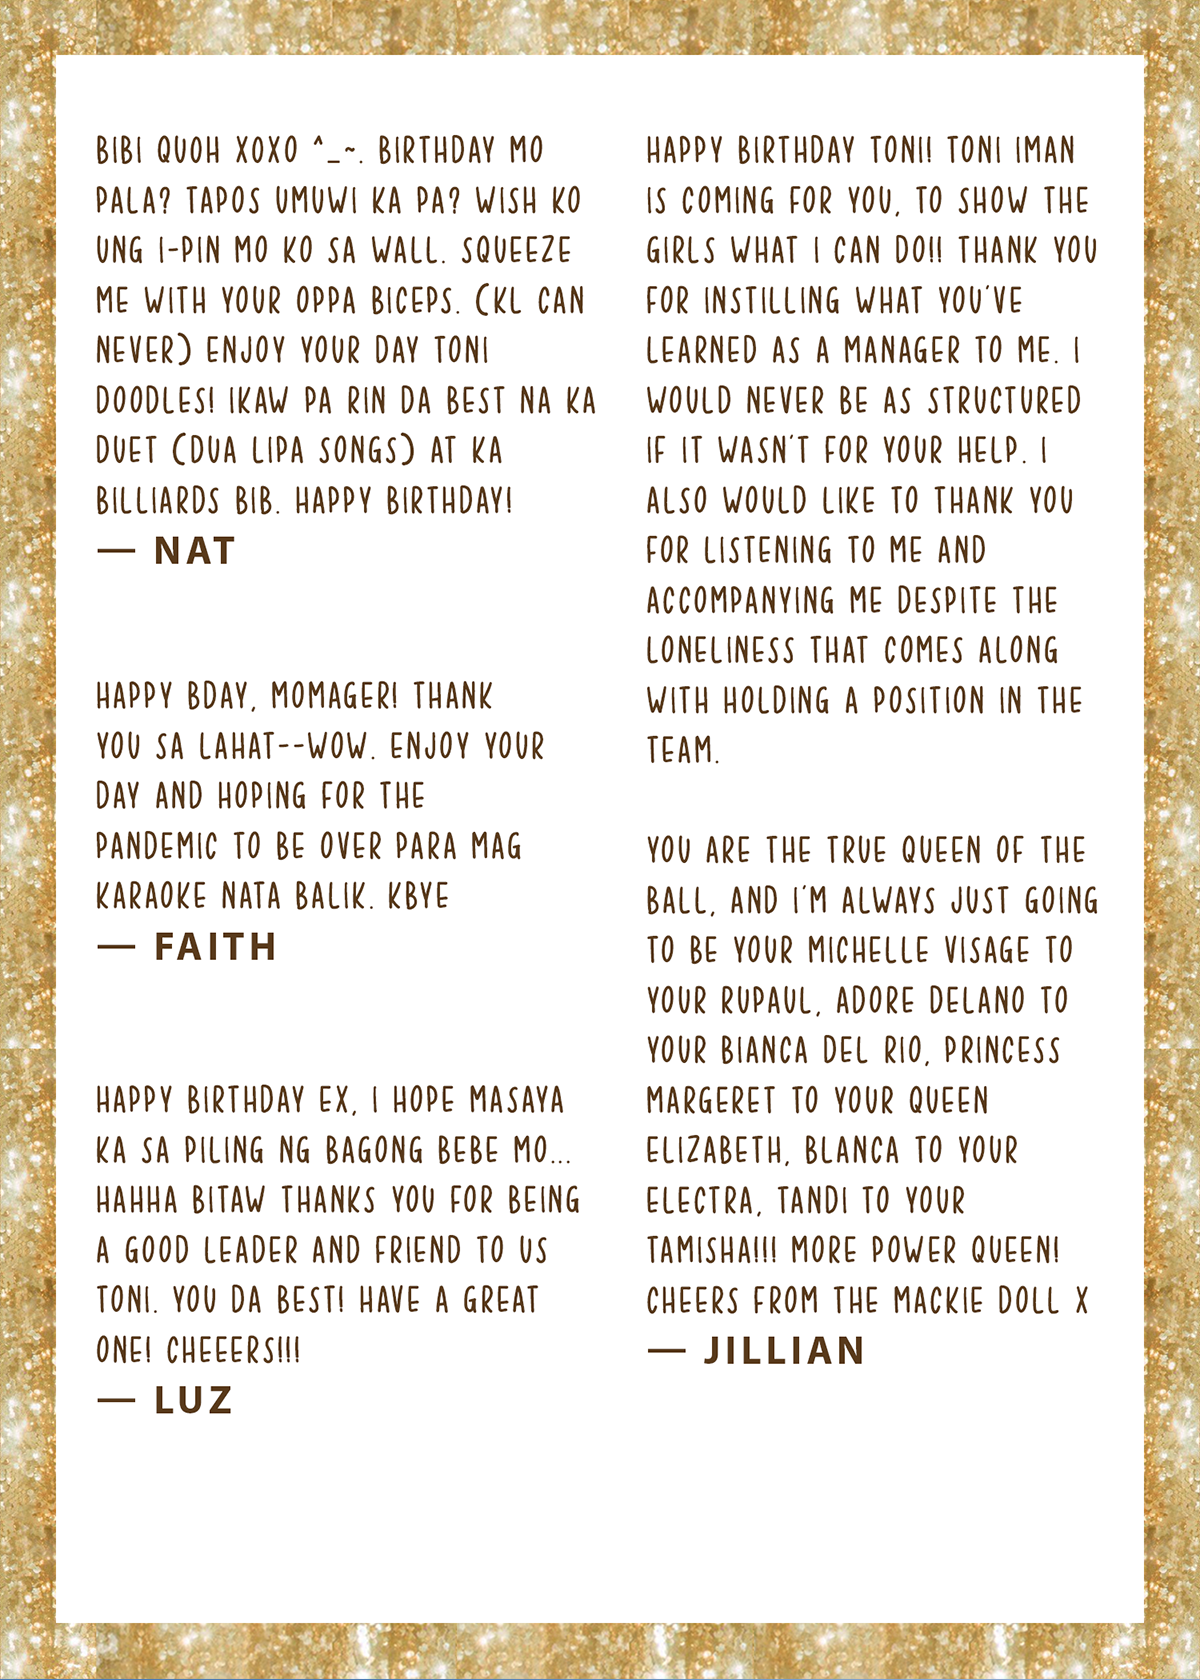 BIBI QUOH XOXO ^_~. BIRTHDAY MO
PALA? TAPOS UMUWI KA PA? WISH KO
UNG I-PIN MO KO SA WALL. SQUEEZE
ME WITH YOUR OPPA BICEPS. (KL CAN
NEVER) ENJOY YOUR DAY TONI
DOODLES! IKAW PA RIN DA BEST NA KA
DUET (DUA LIPA SONGS) AT KA
BILLIARDS BIB. HAPPY BIRTHDAY!
— NAT
HAPPY BDAY, MOMAGER! THANK
YOU SA LAHAT--WOW. ENJOY YOUR
DAY AND HOPING FOR THE
PANDEMIC TO BE OVER PARA MAG
KARAOKE NATA BALIK. KBYE
— FAITH
HAPPY BIRTHDAY EX, I HOPE MASAYA
KA SA PILING NG BAGONG BEBE MO...
HAHHA BITAW THANKS YOU FOR BEING
A GOOD LEADER AND FRIEND TO US
TONI. YOU DA BEST! HAVE A GREAT
ONE! CHEEERS!!!
— LUZ
HAPPY BIRTHDAY TONI! TONI IMAN
IS COMING FOR YOU, TO SHOW THE
GIRLS WHAT I CAN DO!! THANK YOU
FOR INSTILLING WHAT YOU'VE
LEARNED AS A MANAGER TO ME. I
WOULD NEVER BE AS STRUCTURED
IF IT WASN'T FOR YOUR HELP. I
ALSO WOULD LIKE TO THANK YOU
FOR LISTENING TO ME AND
ACCOMPANYING ME DESPITE THE
LONELINESS THAT COMES ALONG
WITH HOLDING A POSITION IN THE
TEAM.
YOU ARE THE TRUE QUEEN OF THE
BALL, AND I'M ALWAYS JUST GOING
TO BE YOUR MICHELLE VISAGE TO
YOUR RUPAUL, ADORE DELANO TO
YOUR BIANCA DEL RIO, PRINCESS
MARGERET TO YOUR QUEEN
ELIZABETH, BLANCA TO YOUR
ELECTRA, TANDI TO YOUR
TAMISHA!!! MORE POWER QUEEN!
CHEERS FROM THE MACKIE DOLL X
— JILLIAN